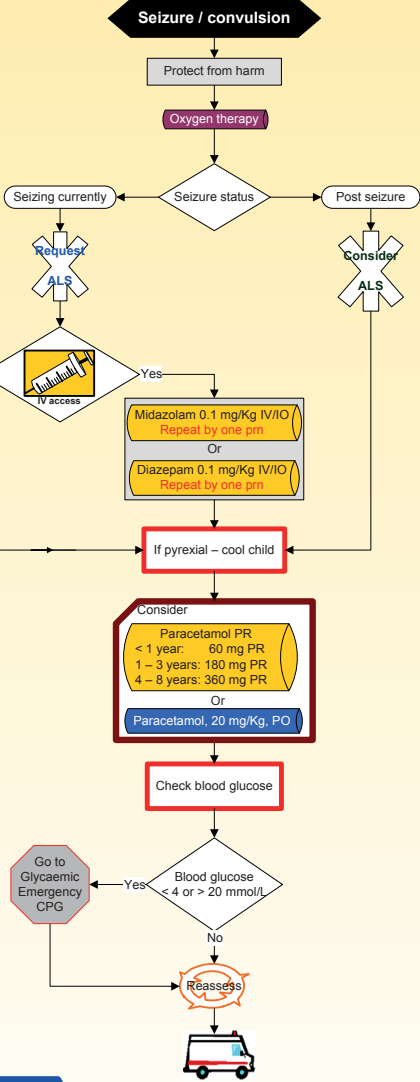 Seizure / convulsion
Protect from harm
Oxygen therapy
Seizing currently
Seizure status
Post seizure
Request
ALS
Consider
ALS
IV access
Yes
Midazolam 0.1 mg/Kg IV/IO
Repeat by one prn
Or
Diazepam 0.1 mg/Kg IV/IO
Repeat by one prn
If pyrexial – cool child
Consider
Paracetamol PR
< 1 year: 60 mg PR
1 – 3 years: 180 mg PR
4 – 8 years: 360 mg PR
Or
Paracetamol, 20 mg/Kg, PO
Check blood glucose
Go to
Glycaemic
Emergency
CPG
Yes
Blood glucose
< 4 or > 20 mmol/L
No
Reassess